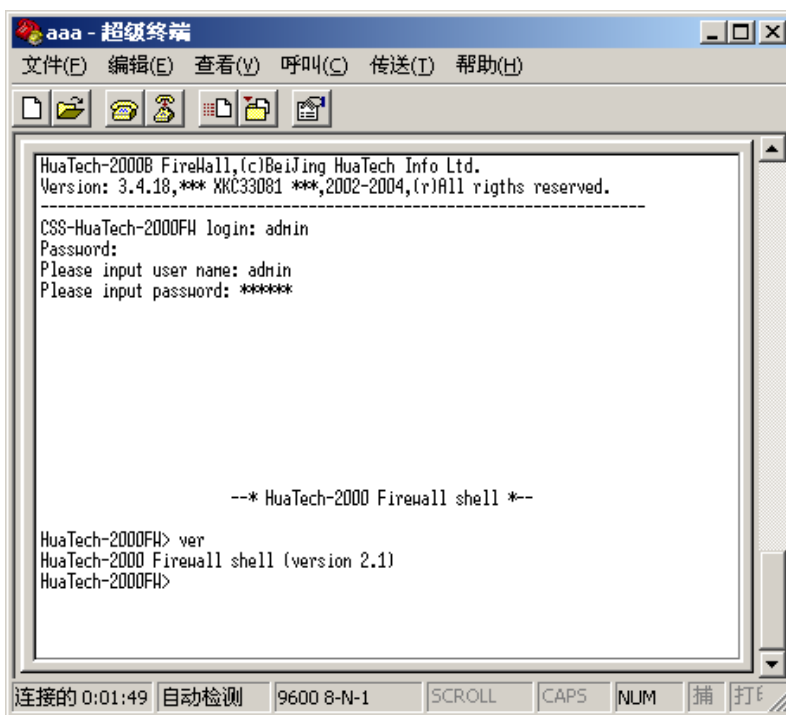 aaa - 超级终端
文件(F) 编辑(E) 查看(V) 呼叫(C) 传送(T) 帮助(H)
HuaTech-2000B FireWall,(c)BeiJing HuaTech Info Ltd.
Version: 3.4.18,*** XKC33081 ***,2002-2004,(r)All rigths reserved.
-----------------------------------------------------------------------
CSS-HuaTech-2000FW login: admin
Password:
Please input user name: admin
Please input password: ******
--* HuaTech-2000 Firewall shell *--
HuaTech-2000FW> ver
HuaTech-2000 Firewall shell (version 2.1)
HuaTech-2000FW>
连接的 0:01:49 自动检测 9600 8-N-1 SCROLL CAPS NUM 捕 打